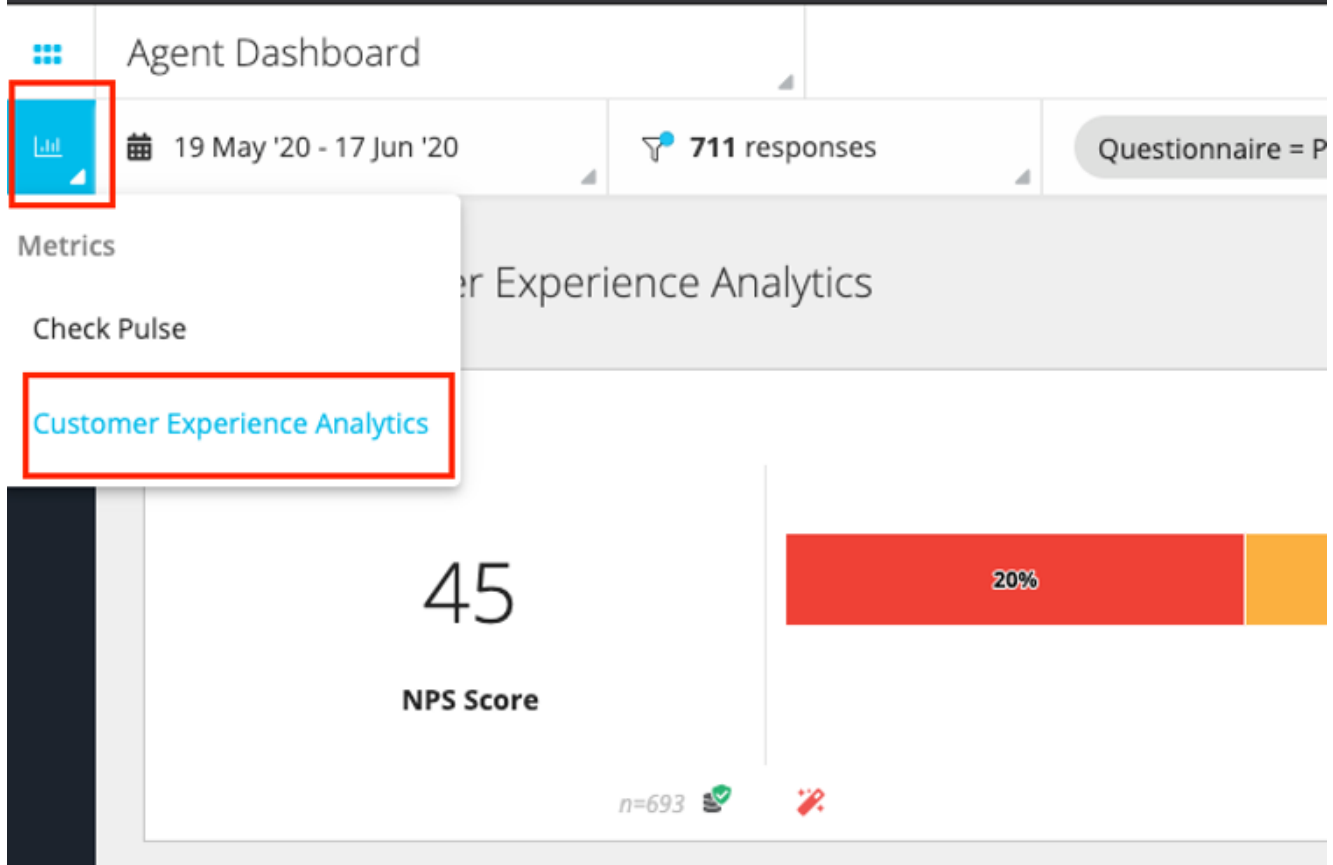 Agent Dashboard
19 May '20 - 17 Jun '20
711 responses
Questionnaire = P
Metrics
er Experience Analytics
Check Pulse
Customer Experience Analytics
45
20%
NPS Score
n=693